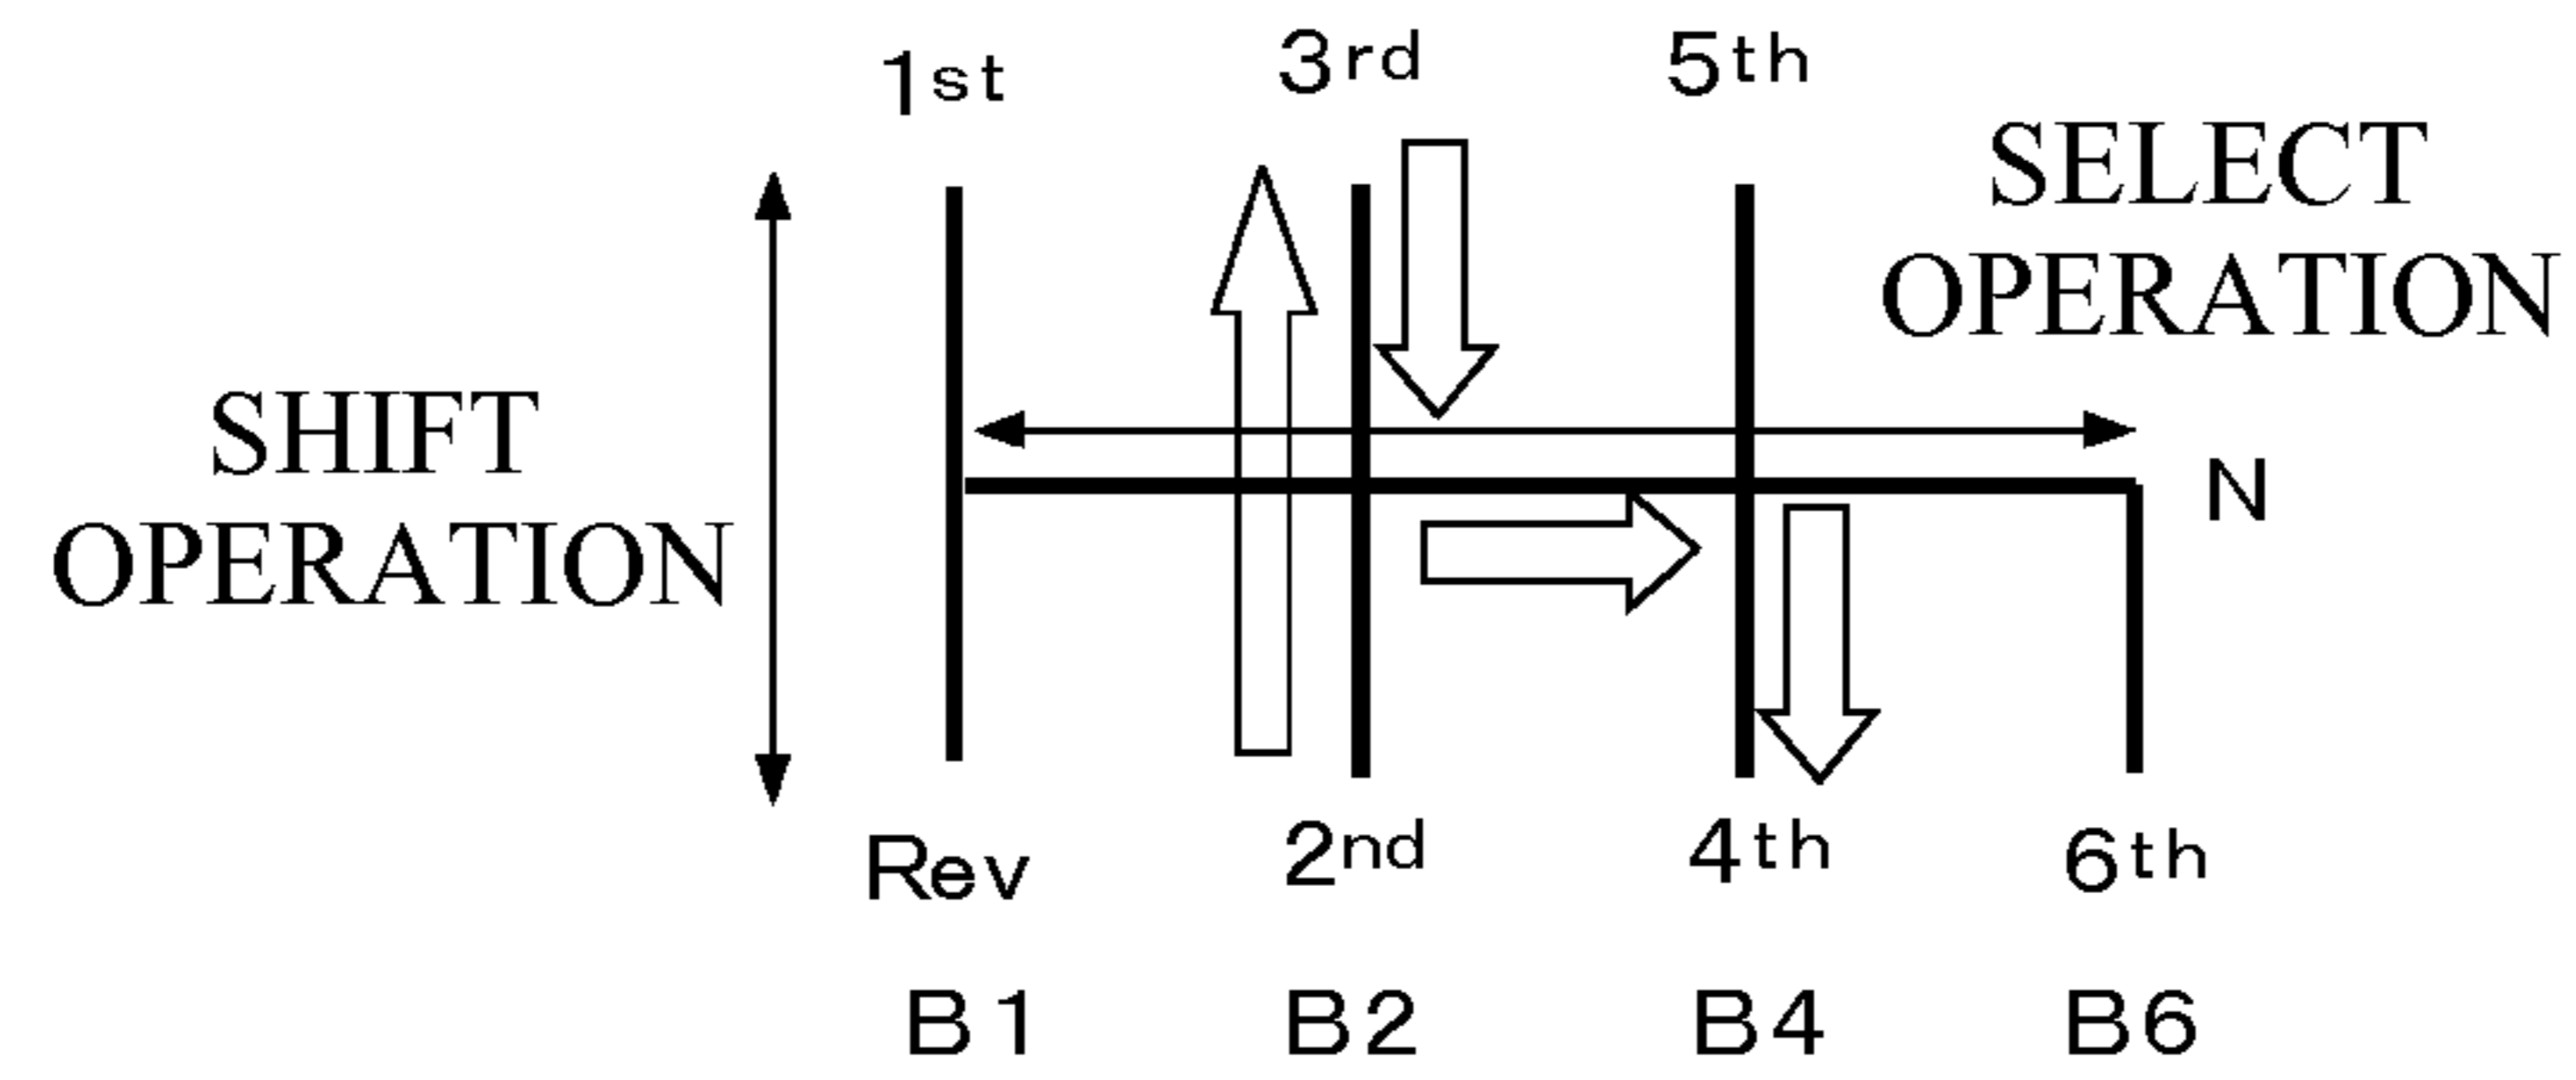 1st 3rd 5th
SELECT
OPERATION
SHIFT
OPERATION
N
Rev 2nd 4th 6th
B1 B2 B4 B6